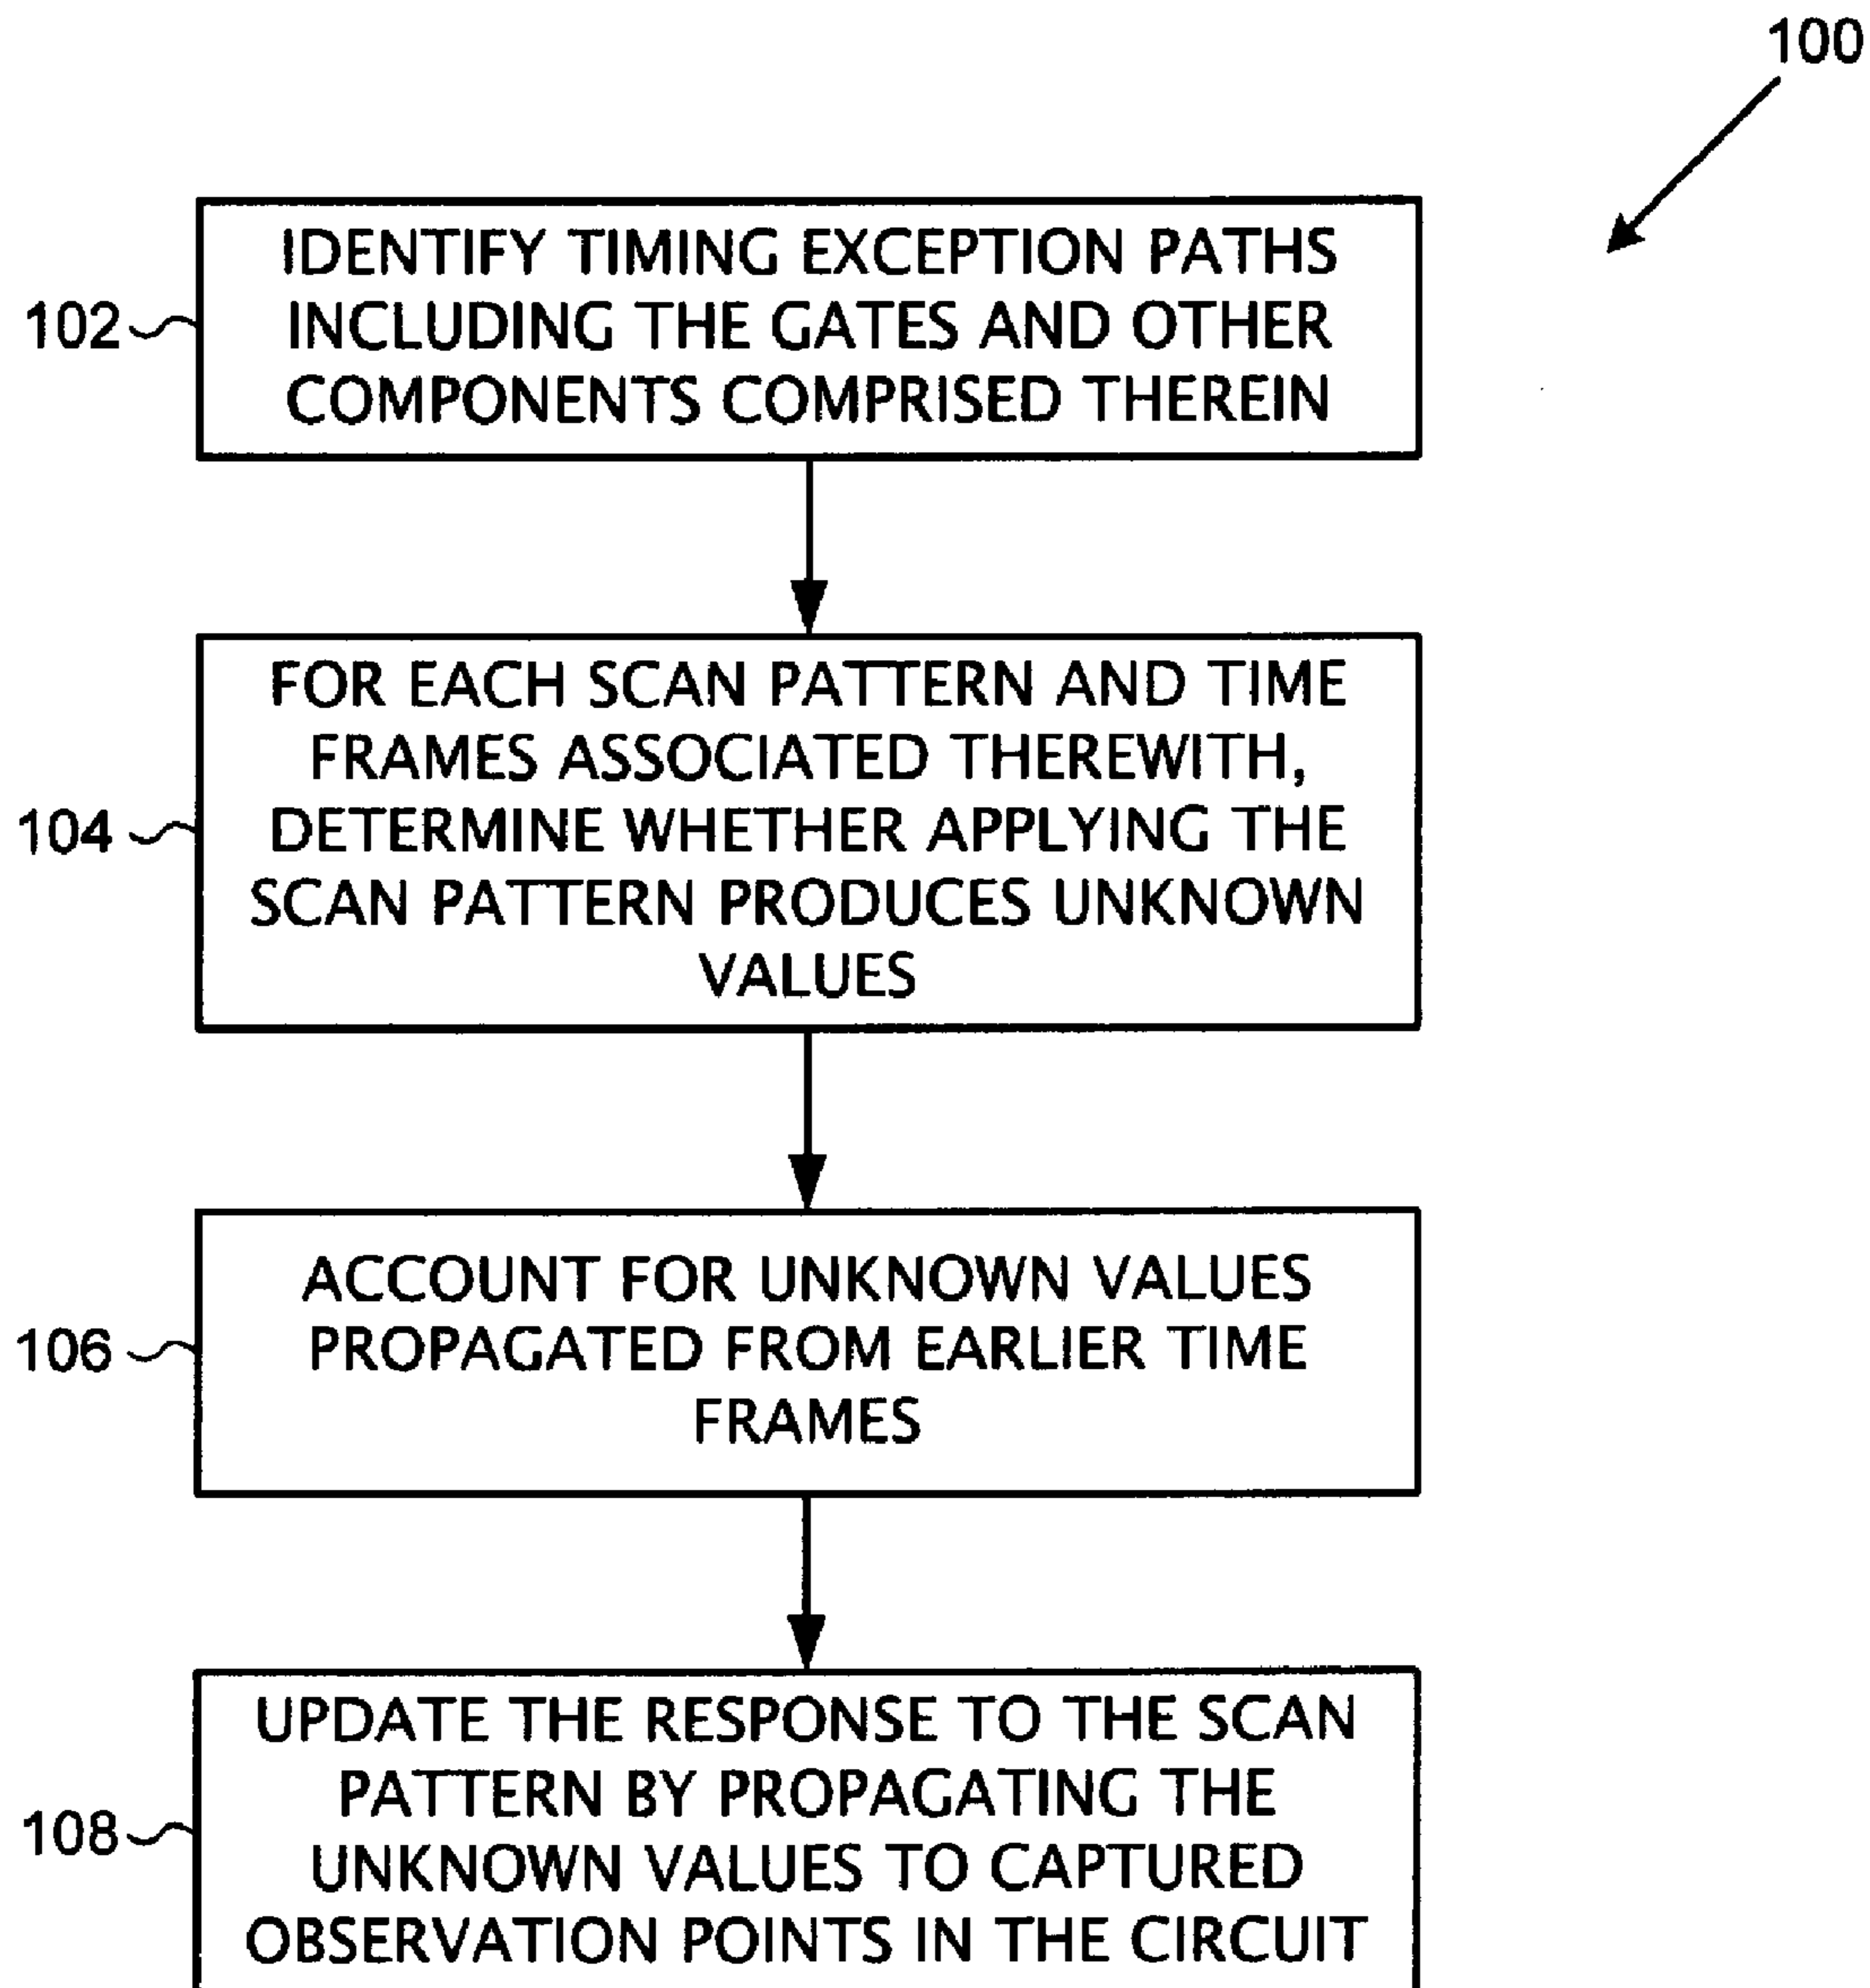 100
IDENTIFY TIMING EXCEPTION PATHS
INCLUDING THE GATES AND OTHER
COMPONENTS COMPRISED THEREIN
102
FOR EACH SCAN PATTERN AND TIME
FRAMES ASSOCIATED THEREWITH,
DETERMINE WHETHER APPLYING THE
SCAN PATTERN PRODUCES UNKNOWN
VALUES
104
ACCOUNT FOR UNKNOWN VALUES
PROPAGATED FROM EARLIER TIME
FRAMES
106
UPDATE THE RESPONSE TO THE SCAN
PATTERN BY PROPAGATING THE
UNKNOWN VALUES TO CAPTURED
OBSERVATION POINTS IN THE CIRCUIT
108